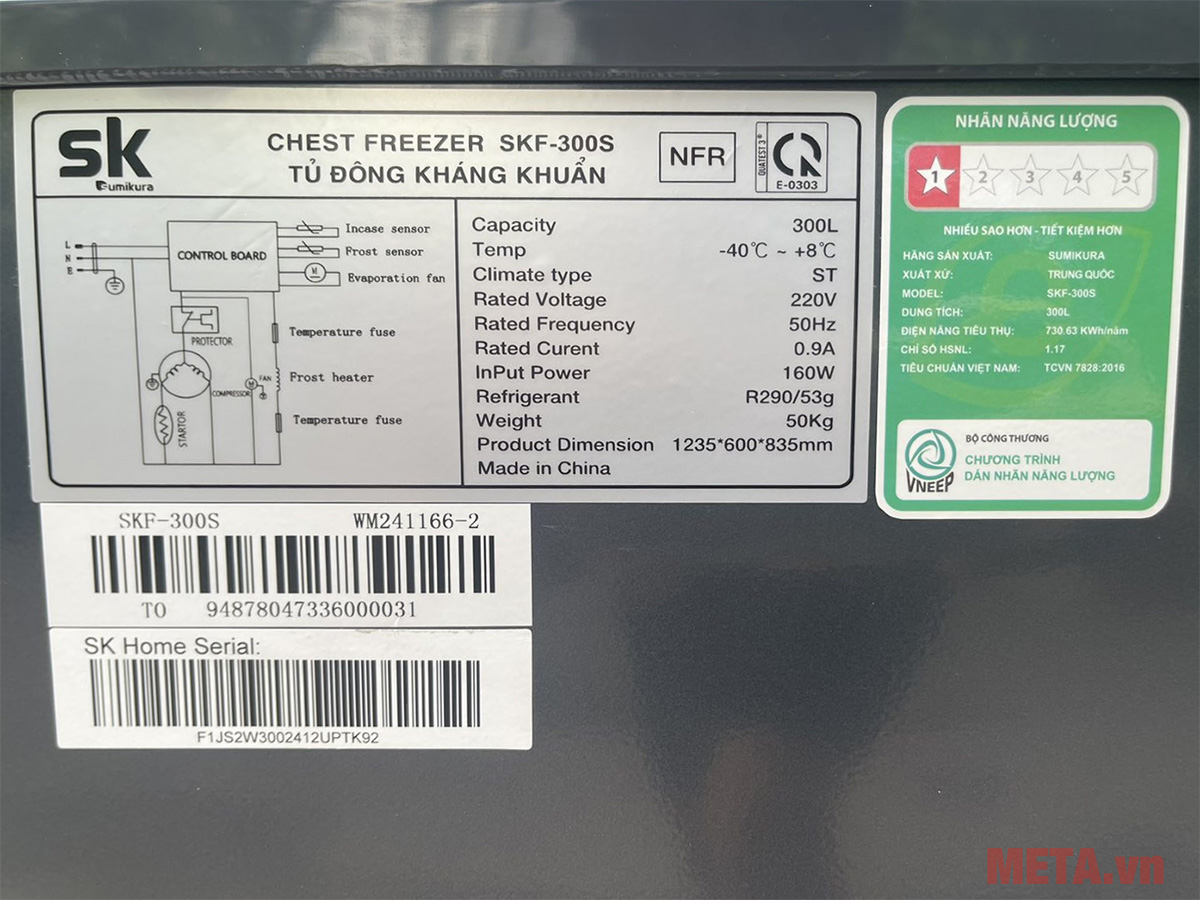 sk
Sumikura
CHEST FREEZER SKF-300S
TỦ ĐÔNG KHÁNG KHUẨN
NFR
QUATEST 3®
E-0303
L
N
E
CONTROL BOARD
Incase sensor
Frost sensor
M
Evaporation fan
PROTECTOR
Temperature fuse
COMPRESSOR
FAN
M
Frost heater
STARTOR
Temperature fuse
Capacity 300L
Temp -40℃ ~ +8℃
Climate type ST
Rated Voltage 220V
Rated Frequency 50Hz
Rated Curent 0.9A
InPut Power 160W
Refrigerant R290/53g
Weight 50Kg
Product Dimension 1235*600*835mm
Made in China
NHÃN NĂNG LƯỢNG
1 2 3 4 5
NHIỀU SAO HƠN - TIẾT KIỆM HƠN
HÃNG SẢN XUẤT: SUMIKURA
XUẤT XỨ: TRUNG QUỐC
MODEL: SKF-300S
DUNG TÍCH: 300L
ĐIỆN NĂNG TIÊU THỤ: 730.63 KWh/năm
CHỈ SỐ HSNL: 1.17
TIÊU CHUẨN VIỆT NAM: TCVN 7828:2016
VNEEP
BỘ CÔNG THƯƠNG
CHƯƠNG TRÌNH
DÁN NHÃN NĂNG LƯỢNG
SKF-300S WM241166-2
TO 94878047336000031
SK Home Serial:
F1JS2W3002412UPTK92
META.vn